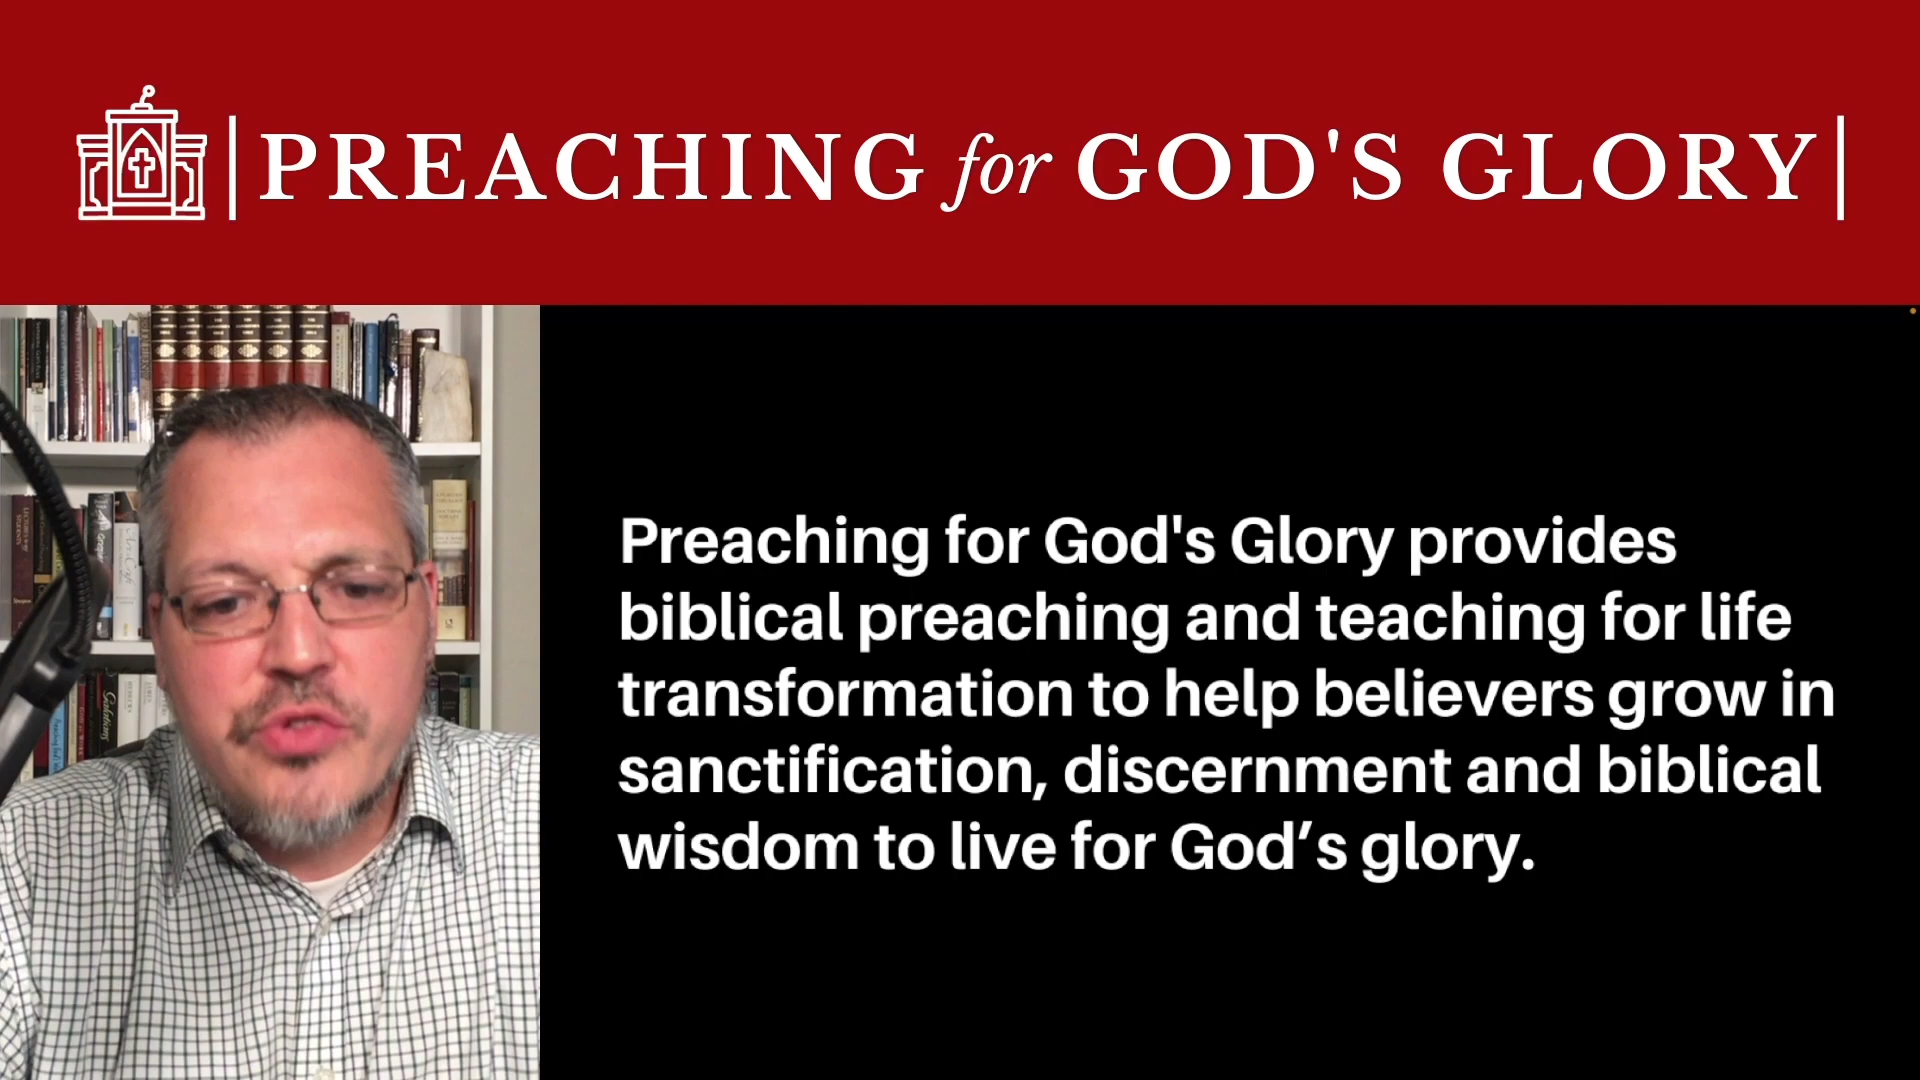 PREACHING for GOD'S GLORY
Preaching for God's Glory provides
biblical preaching and teaching for life
transformation to help believers grow in
sanctification, discernment and biblical
wisdom to live for God’s glory.
Galatians